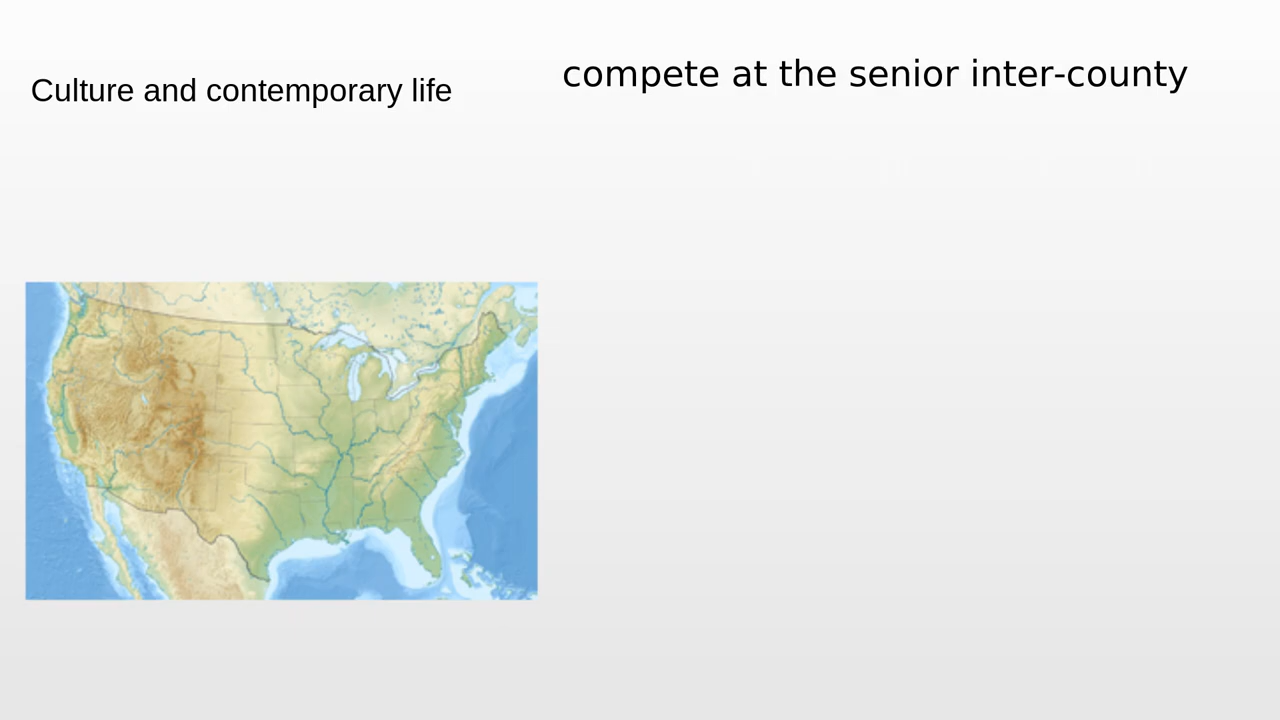 Culture and contemporary life
compete at the senior inter-county